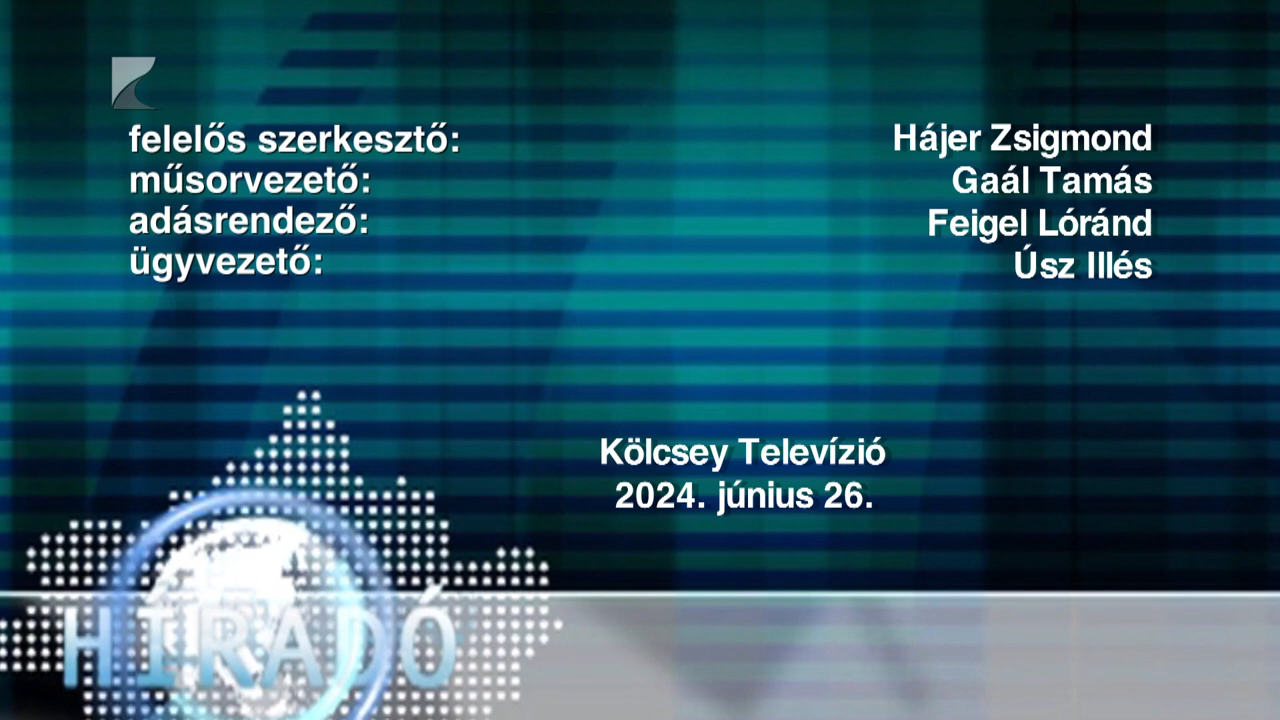 felelős szerkesztő: Hájer Zsigmond
műsorvezető: Gaál Tamás
adásrendező: Feigel Lóránd
ügyvezető: Úsz Illés
Kölcsey Televízió
2024. június 26.
HÍRADÓ